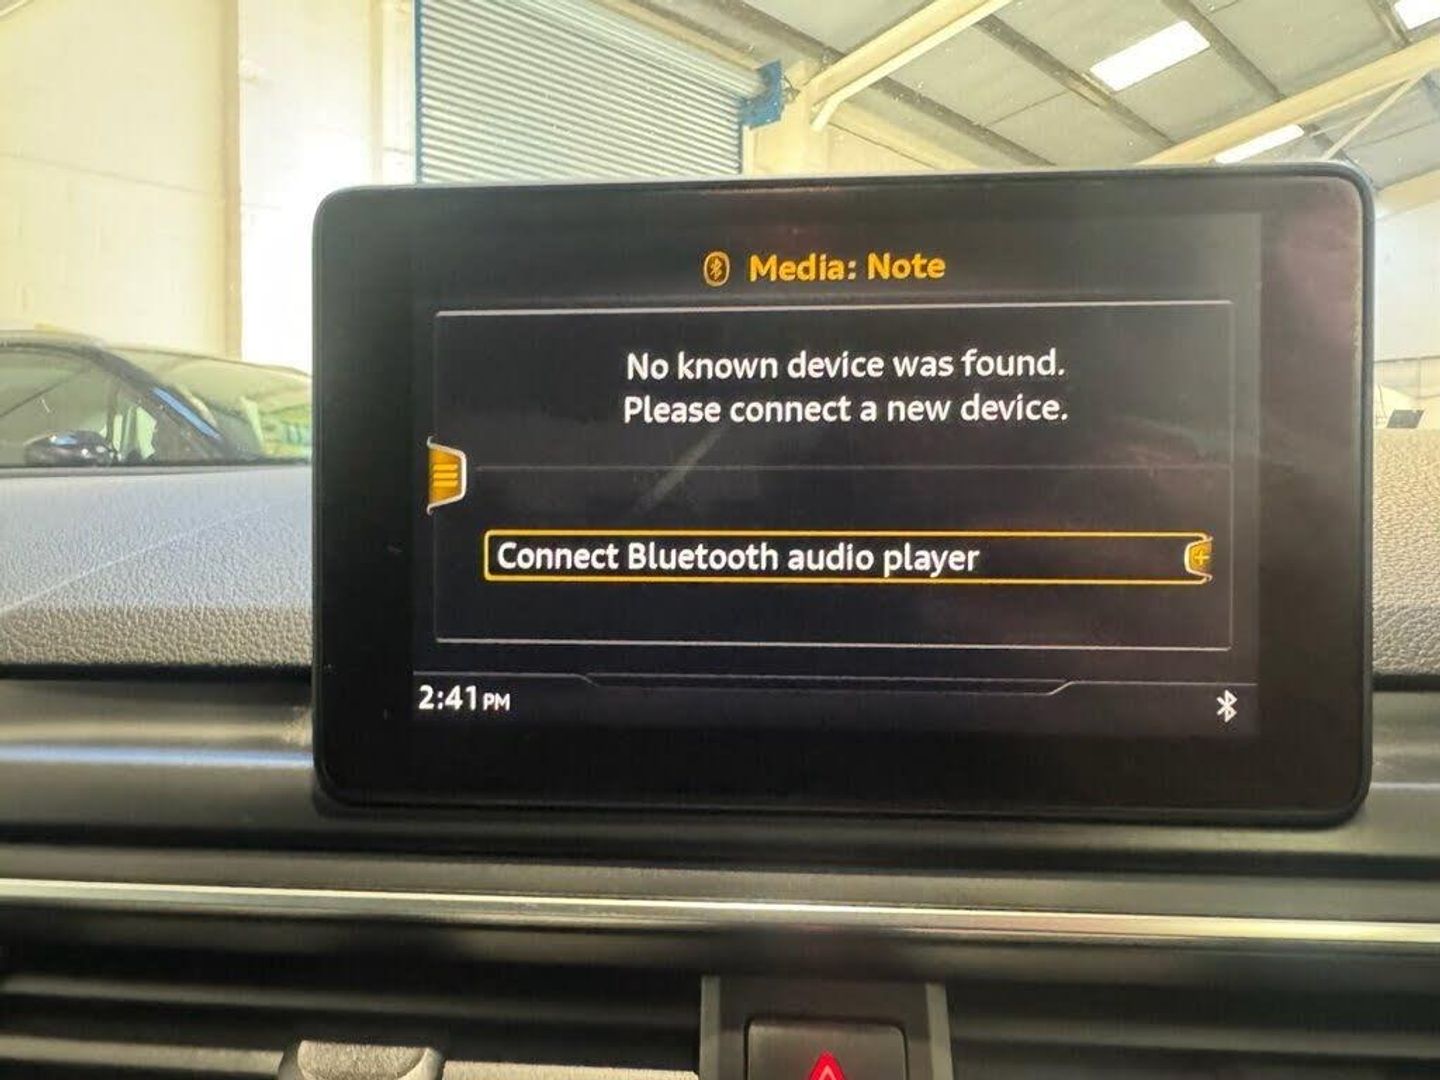 Media: Note
No known device was found.
Please connect a new device.
Connect Bluetooth audio player
2:41 PM